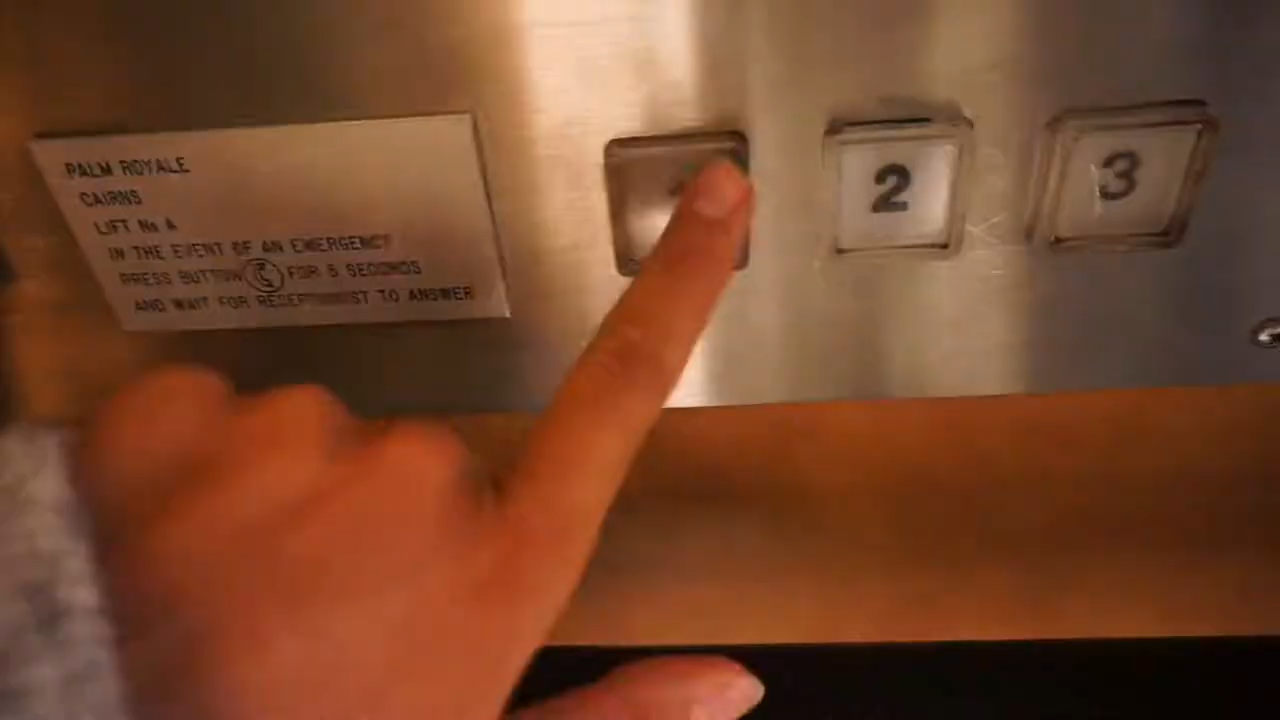 PALM ROYALE
CAIRNS
LIFT No A
IN THE EVENT OF AN EMERGENCY
PRESS BUTTON FOR 5 SECONDS
AND WAIT FOR RECEPTIONIST TO ANSWER
2
3